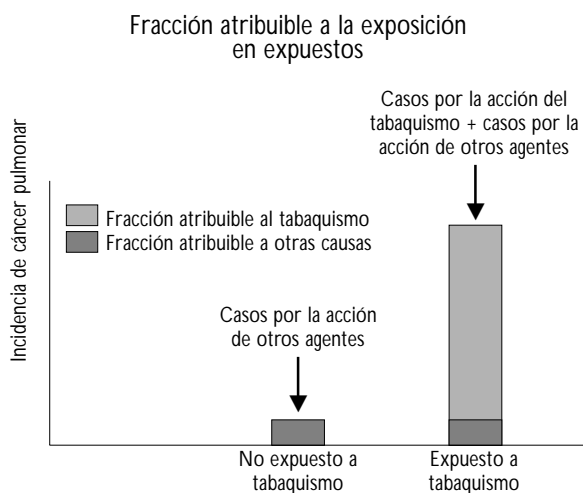 Fracción atribuible a la exposición
en expuestos
Casos por la acción del
tabaquismo + casos por la
acción de otros agentes
Incidencia de cáncer pulmonar
Fracción atribuible al tabaquismo
Fracción atribuible a otras causas
Casos por la acción
de otros agentes
No expuesto a
tabaquismo
Expuesto a
tabaquismo